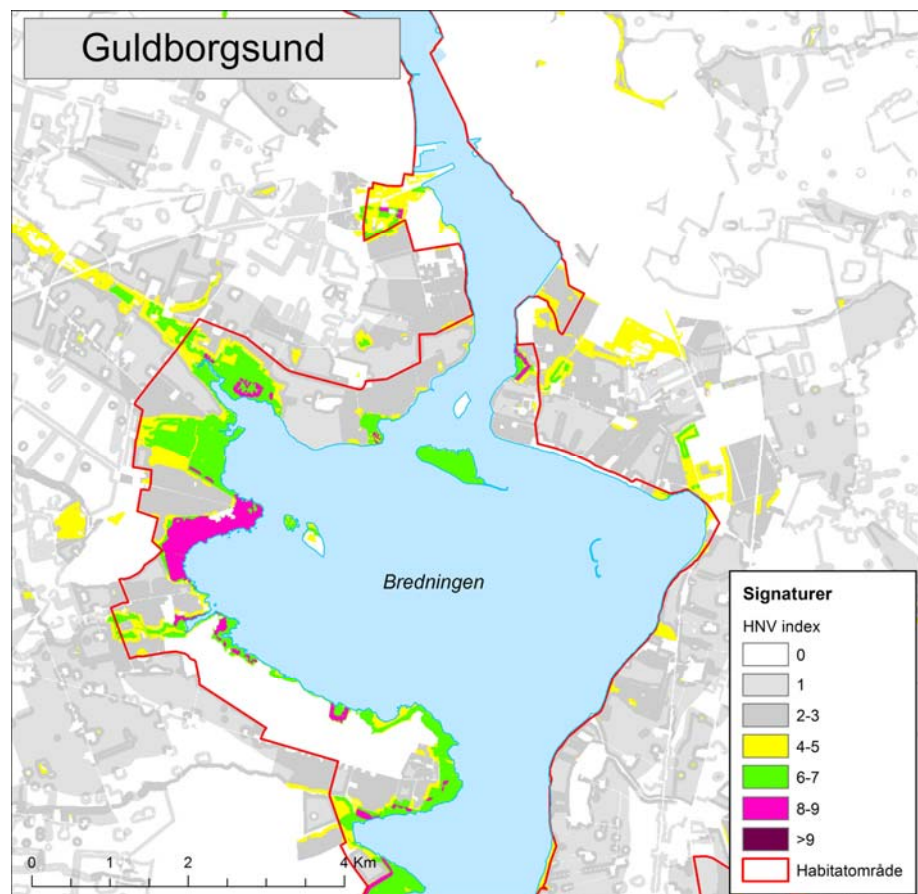 Guldborgsund
Bredningen
Signaturer
HNV index
0
1
2-3
4-5
6-7
8-9
>9
Habitatområde
0 1 2 4 Km